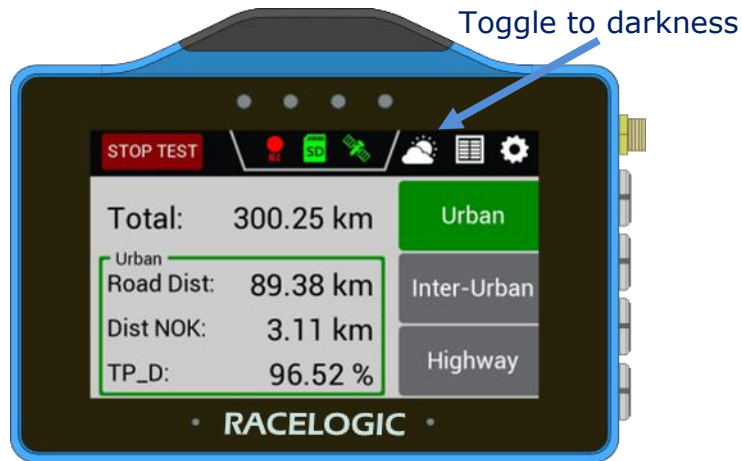 Toggle to darkness
STOP TEST
REC
SD
Total: 300.25 km
Urban
Urban
Road Dist: 89.38 km
Inter-Urban
Dist NOK: 3.11 km
Highway
TP_D: 96.52 %
RACELOGIC